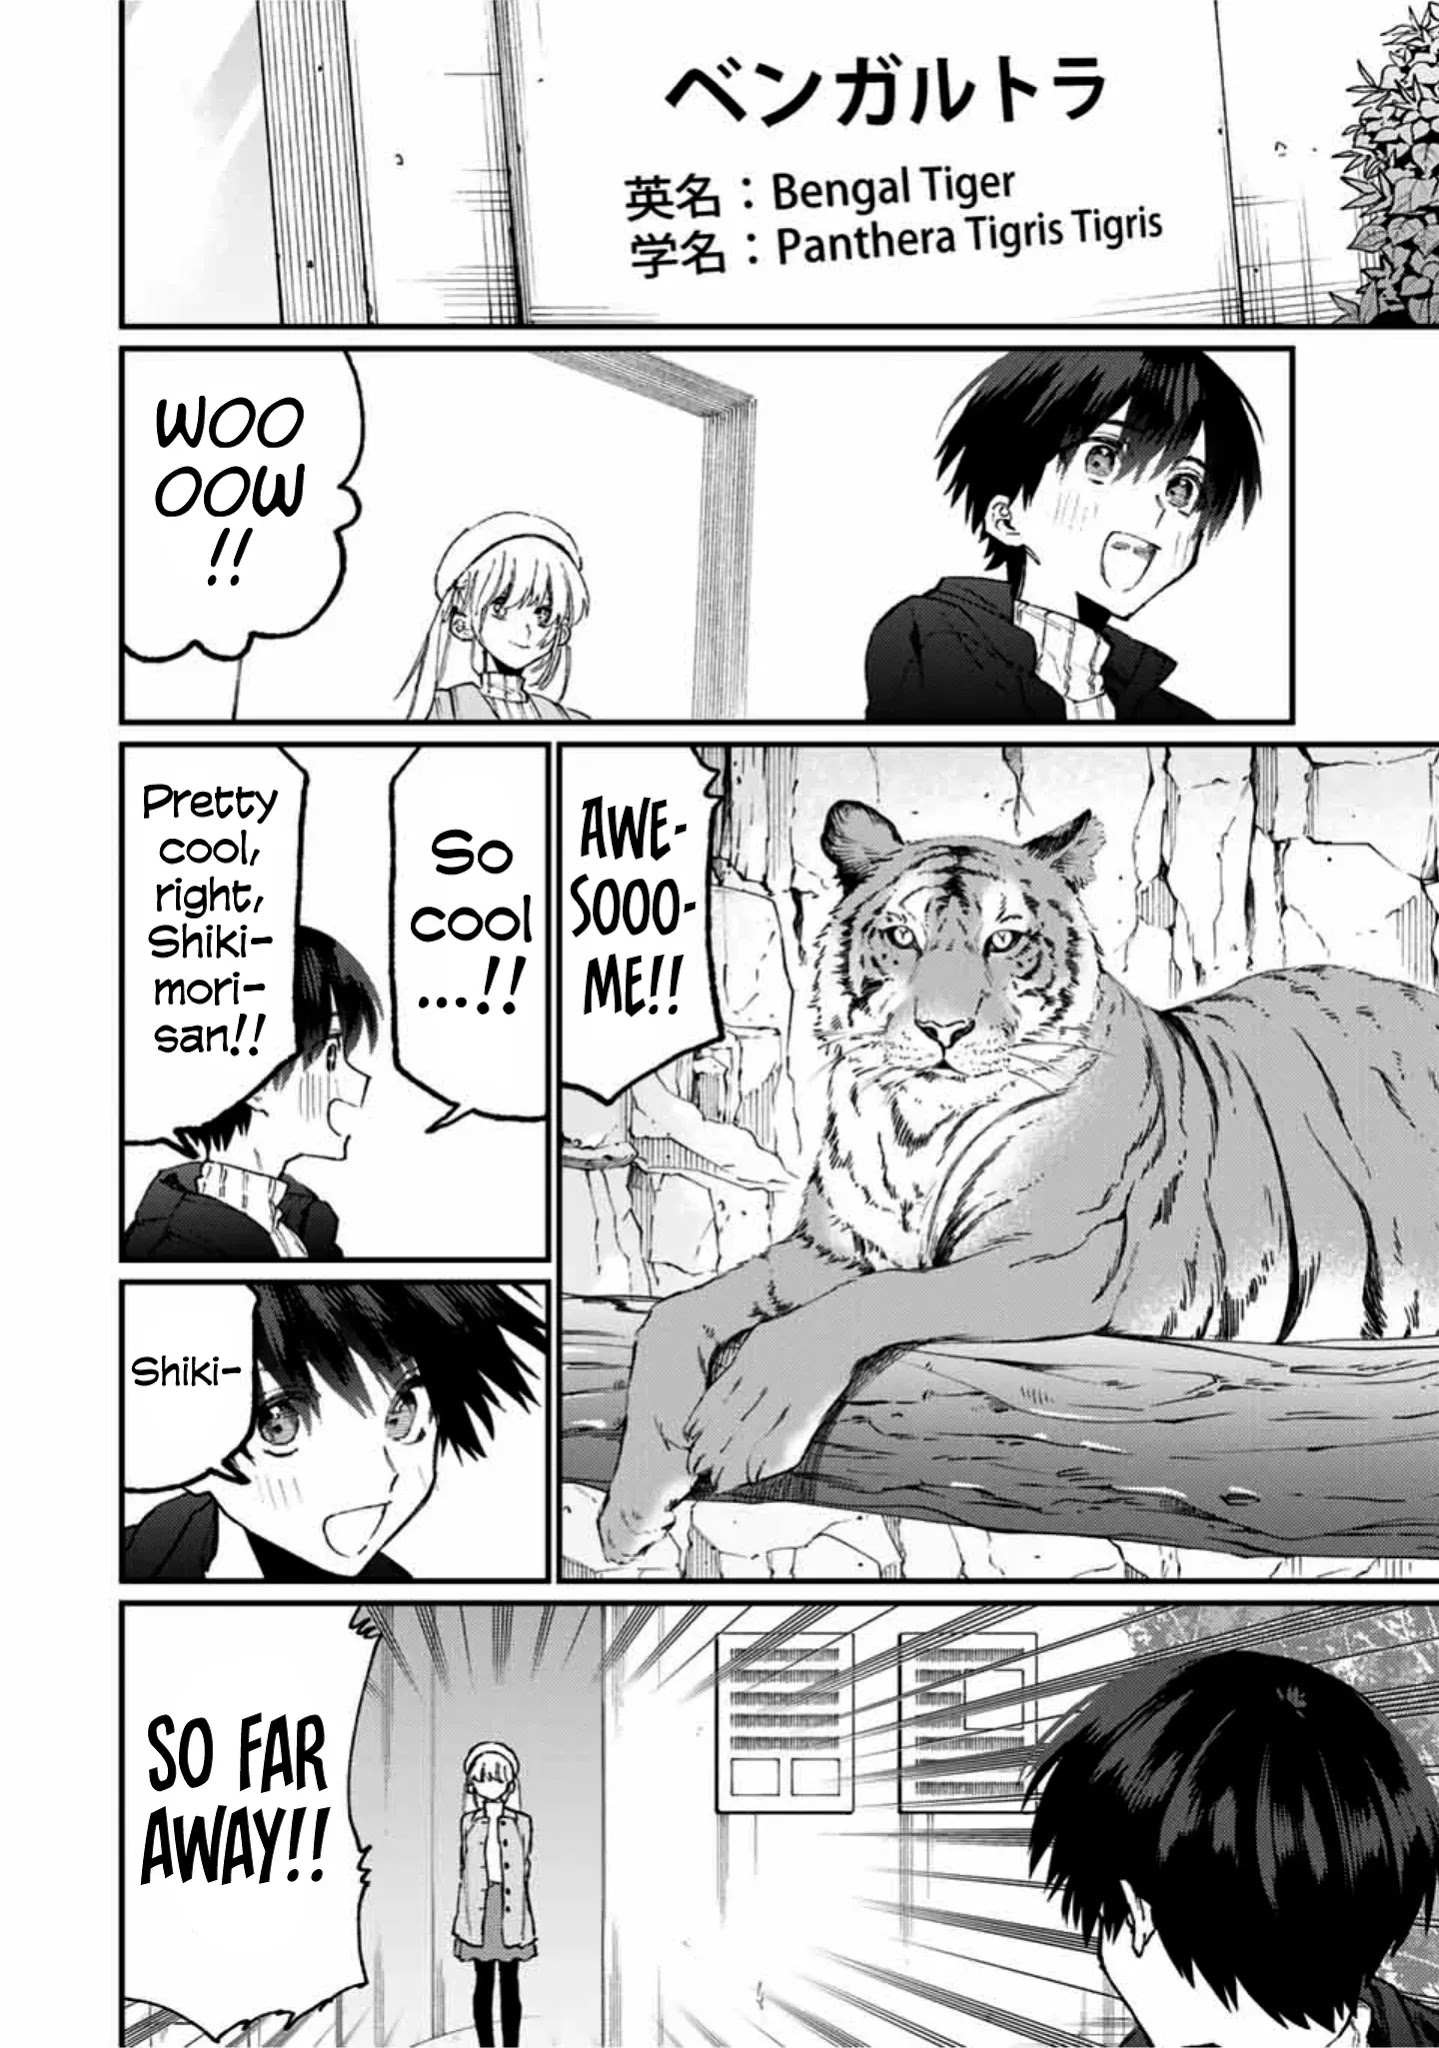 ベンガルトラ
英名：Bengal Tiger
学名：Panthera Tigris Tigris
WOO
OOW
!!
AWE-
SOOO-
ME!!
So
cool
...!!
Pretty
cool,
right,
Shiki-
mori-
san!!
Shiki-
SO FAR
AWAY!!